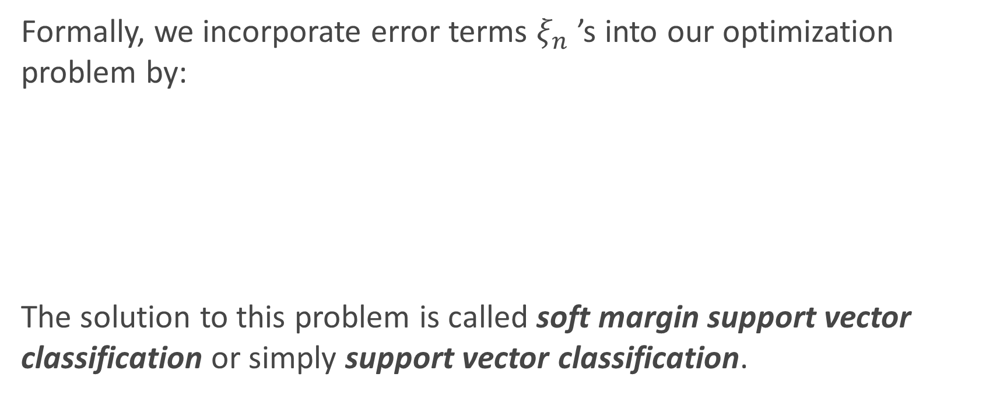 Formally, we incorporate error terms ξₙ ’s into our optimization
problem by:
The solution to this problem is called soft margin support vector
classification or simply support vector classification.